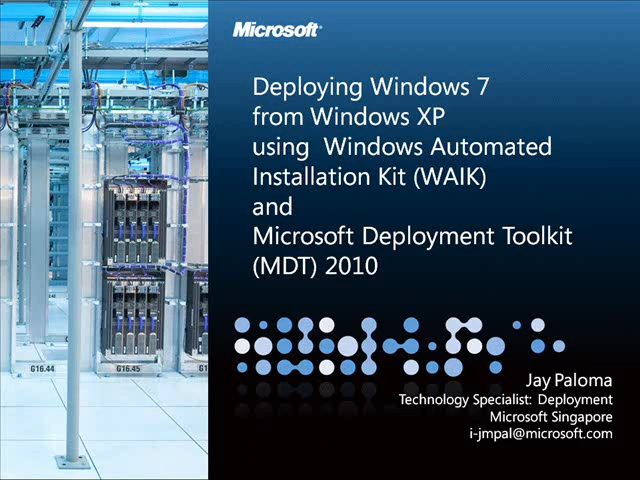 Microsoft
Deploying Windows 7
from Windows XP
using  Windows Automated
Installation Kit (WAIK)
and
Microsoft Deployment Toolkit
(MDT) 2010
G16.44
G16.45
Jay Paloma
Technology Specialist: Deployment
Microsoft Singapore
i-jmpal@microsoft.com